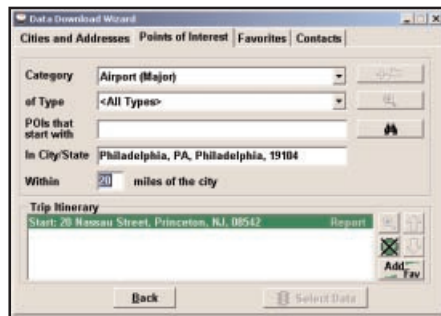 Data Download Wizard
Cities and Addresses Points of Interest Favorites Contacts
Category Airport (Major)
of Type <All Types>
POIs that
start with
In City/State Philadelphia, PA, Philadelphia, 19104
Within 20 miles of the city
Trip Itinerary
Start: 20 Nassau Street, Princeton, NJ, 08542 Report
Add
Fav
Back Select Data